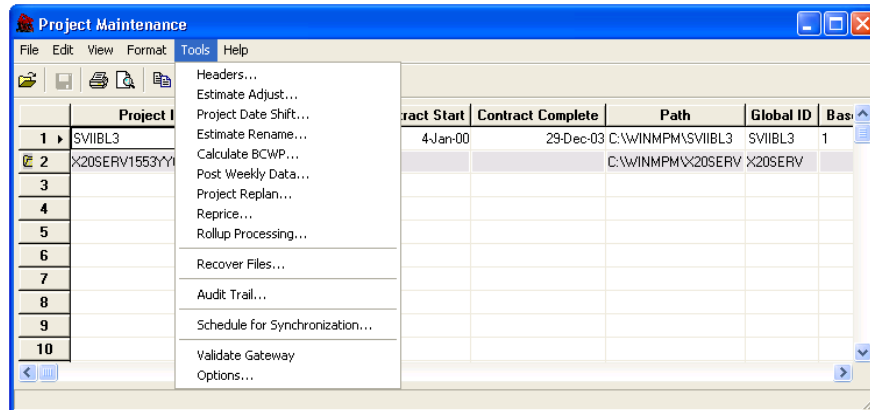 Project Maintenance
File Edit View Format Tools Help
Headers...
Estimate Adjust...
Project Date Shift...
Estimate Rename...
Calculate BCWP...
Post Weekly Data...
Project Replan...
Reprice...
Rollup Processing...
Recover Files...
Audit Trail...
Schedule for Synchronization...
Validate Gateway
Options...
Project I ract Start Contract Complete Path Global ID Bas
1 SVIIBL3 4-Jan-00 29-Dec-03 C:\WINMPM\SVIIBL3 SVIIBL3 1
2 X20SERV1553YY C:\WINMPM\X20SERV X20SERV
3
4
5
6
7
8
9
10